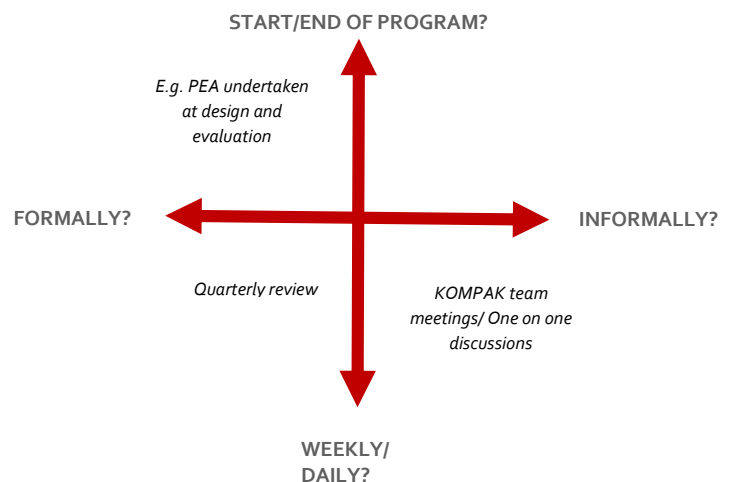 START/END OF PROGRAM?
E.g. PEA undertaken
at design and
evaluation
FORMALLY?
INFORMALLY?
Quarterly review
KOMPAK team
meetings/ One on one
discussions
WEEKLY/
DAILY?